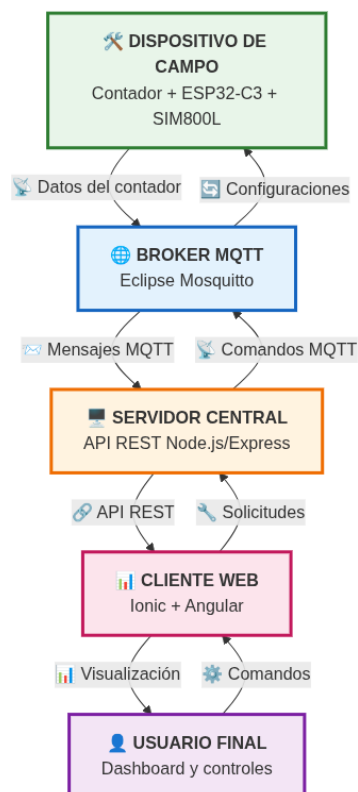 🛠️ DISPOSITIVO DE
CAMPO
Contador + ESP32-C3 +
SIM800L
📡 Datos del contador
🔄 Configuraciones
🌐 BROKER MQTT
Eclipse Mosquitto
📨 Mensajes MQTT
📡 Comandos MQTT
🖥️ SERVIDOR CENTRAL
API REST Node.js/Express
🔗 API REST
🔧 Solicitudes
📊 CLIENTE WEB
Ionic + Angular
📊 Visualización
⚙️ Comandos
👤 USUARIO FINAL
Dashboard y controles